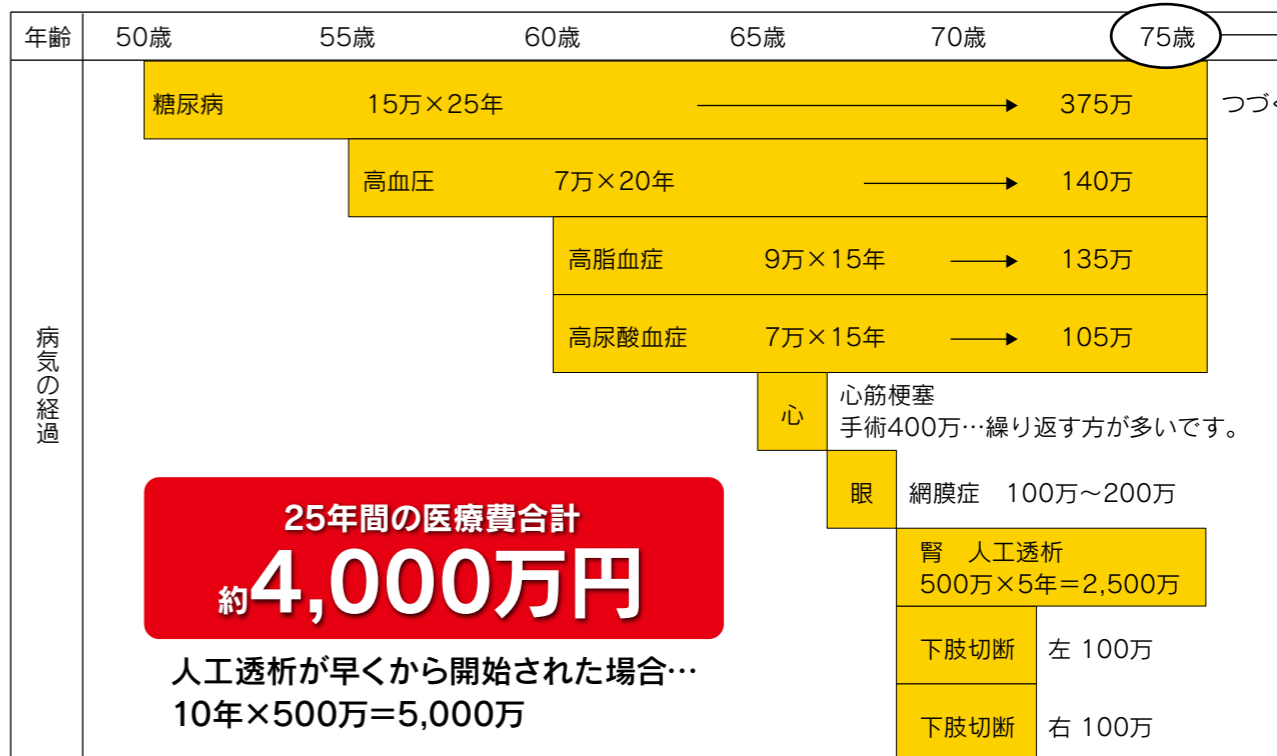 年齢 50歳 55歳 60歳 65歳 70歳 75歳
病気の経過
糖尿病 15万×25年 375万 つづく
高血圧 7万×20年 140万
高脂血症 9万×15年 135万
高尿酸血症 7万×15年 105万
心 心筋梗塞
手術400万…繰り返す方が多いです。
眼 網膜症 100万～200万
腎 人工透析
500万×5年＝2,500万
下肢切断 左 100万
下肢切断 右 100万
25年間の医療費合計
約4,000万円
人工透析が早くから開始された場合…
10年×500万＝5,000万